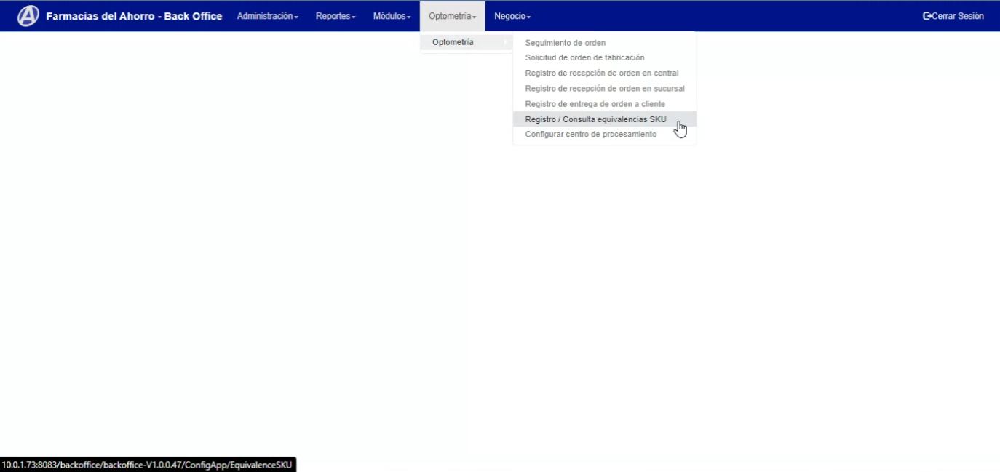 Farmacias del Ahorro - Back Office Administración Reportes Módulos Optometría Negocio Cerrar Sesión
Optometría
Seguimiento de orden
Solicitud de orden de fabricación
Registro de recepción de orden en central
Registro de recepción de orden en sucursal
Registro de entrega de orden a cliente
Registro / Consulta equivalencias SKU
Configurar centro de procesamiento
10.0.1.73:8083/backoffice/backoffice-V1.0.0.47/ConfigApp/EquivalenceSKU